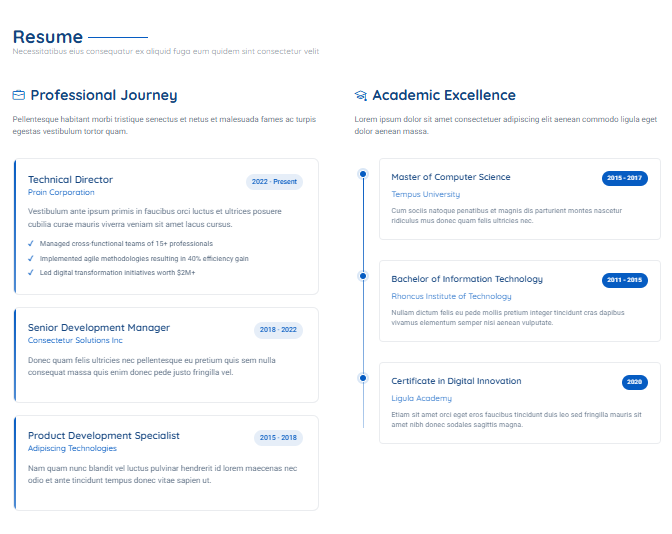 Resume
Necessitatibus eius consequatur ex aliquid fuga eum quidem sint consectetur velit
Professional Journey
Pellentesque habitant morbi tristique senectus et netus et malesuada fames ac turpis
egestas vestibulum tortor quam.
Technical Director
2022 - Present
Proin Corporation
Vestibulum ante ipsum primis in faucibus orci luctus et ultrices posuere
cubilia curae mauris viverra veniam sit amet lacus cursus.
Managed cross-functional teams of 15+ professionals
Implemented agile methodologies resulting in 40% efficiency gain
Led digital transformation initiatives worth $2M+
Senior Development Manager
2018 - 2022
Consectetur Solutions Inc
Donec quam felis ultricies nec pellentesque eu pretium quis sem nulla
consequat massa quis enim donec pede justo fringilla vel.
Product Development Specialist
2015 - 2018
Adipiscing Technologies
Nam quam nunc blandit vel luctus pulvinar hendrerit id lorem maecenas nec
odio et ante tincidunt tempus donec vitae sapien ut.
Academic Excellence
Lorem ipsum dolor sit amet consectetuer adipiscing elit aenean commodo ligula eget
dolor aenean massa.
Master of Computer Science
2015 - 2017
Tempus University
Cum sociis natoque penatibus et magnis dis parturient montes nascetur
ridiculus mus donec quam felis ultricies nec.
Bachelor of Information Technology
2011 - 2015
Rhoncus Institute of Technology
Nullam dictum felis eu pede mollis pretium integer tincidunt cras dapibus
vivamus elementum semper nisi aenean vulputate.
Certificate in Digital Innovation
2020
Ligula Academy
Etiam sit amet orci eget eros faucibus tincidunt duis leo sed fringilla mauris sit
amet nibh donec sodales sagittis magna.